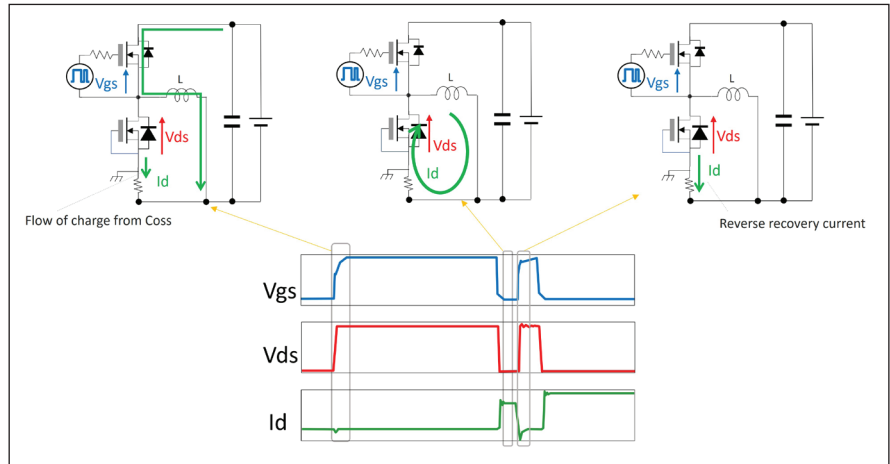 L
Vgs
Vds
Id
Flow of charge from Coss
L
Vgs
Vds
Id
L
Vgs
Vds
Id
Reverse recovery current
Vgs
Vds
Id